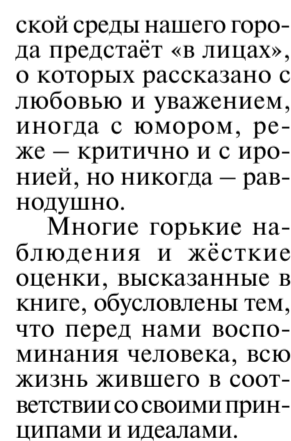 ской среды нашего горо-
да предстаёт «в лицах»,
о которых рассказано с
любовью и уважением,
иногда с юмором, ре-
же – критично и с иро-
нией, но никогда – рав-
нодушно.
Многие горькие на-
блюдения и жёсткие
оценки, высказанные в
книге, обусловлены тем,
что перед нами воспо-
минания человека, всю
жизнь жившего в соот-
ветствии со своими прин-
ципами и идеалами.